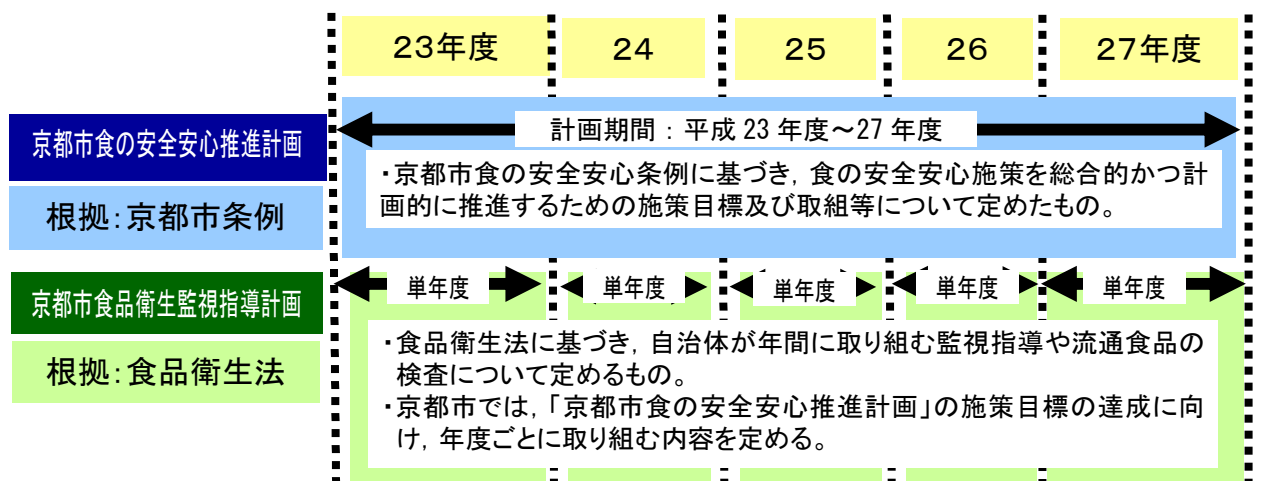 23年度 24 25 26 27年度
京都市食の安全安心推進計画
根拠:京都市条例
計画期間:平成23年度~27年度
・京都市食の安全安心条例に基づき,食の安全安心施策を総合的かつ計
画的に推進するための施策目標及び取組等について定めたもの。
京都市食品衛生監視指導計画
根拠:食品衛生法
単年度 単年度 単年度 単年度 単年度
・食品衛生法に基づき,自治体が年間に取り組む監視指導や流通食品の
検査について定めるもの。
・京都市では,「京都市食の安全安心推進計画」の施策目標の達成に向
け,年度ごとに取り組む内容を定める。